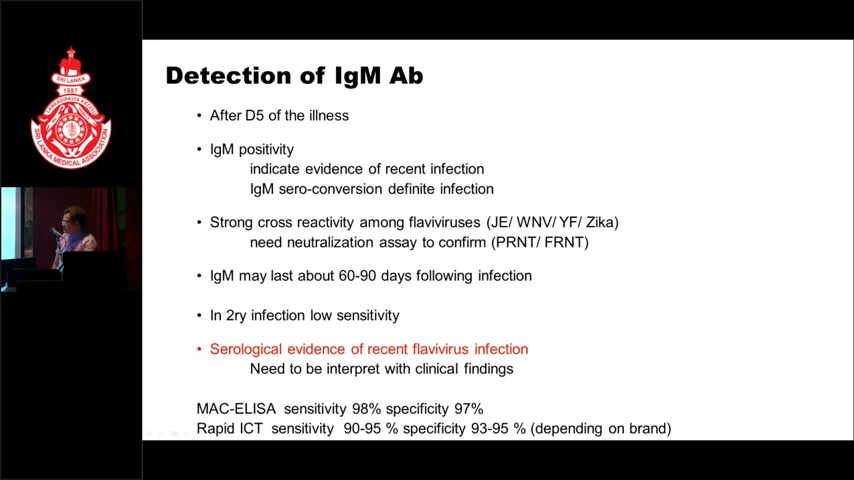 SRI LANKA
1887
SRI LANKA MEDICAL ASSOCIATION
Detection of IgM Ab
• After D5 of the illness
• IgM positivity
indicate evidence of recent infection
IgM sero-conversion definite infection
• Strong cross reactivity among flaviviruses (JE/ WNV/ YF/ Zika)
need neutralization assay to confirm (PRNT/ FRNT)
• IgM may last about 60-90 days following infection
• In 2ry infection low sensitivity
• Serological evidence of recent flavivirus infection
Need to be interpret with clinical findings
MAC-ELISA sensitivity 98% specificity 97%
Rapid ICT sensitivity 90-95 % specificity 93-95 % (depending on brand)